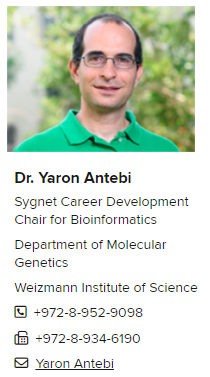 Dr. Yaron Antebi
Sygnet Career Development
Chair for Bioinformatics
Department of Molecular
Genetics
Weizmann Institute of Science
+972-8-952-9098
+972-8-934-6190
Yaron Antebi